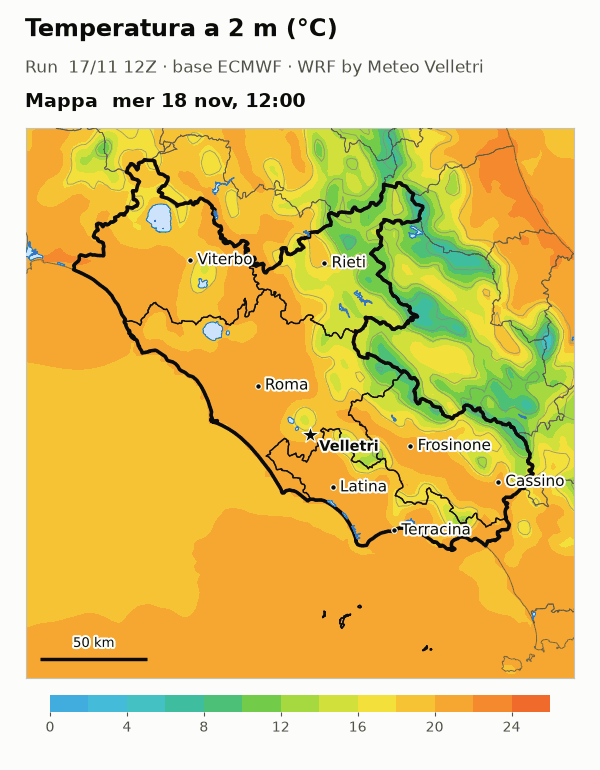 Temperatura a 2 m (°C)
Run  17/11 12Z · base ECMWF · WRF by Meteo Velletri
Mappa  mer 18 nov, 12:00
Viterbo
Rieti
Roma
Velletri
Frosinone
Latina
Cassino
Terracina
50 km
0 4 8 12 16 20 24